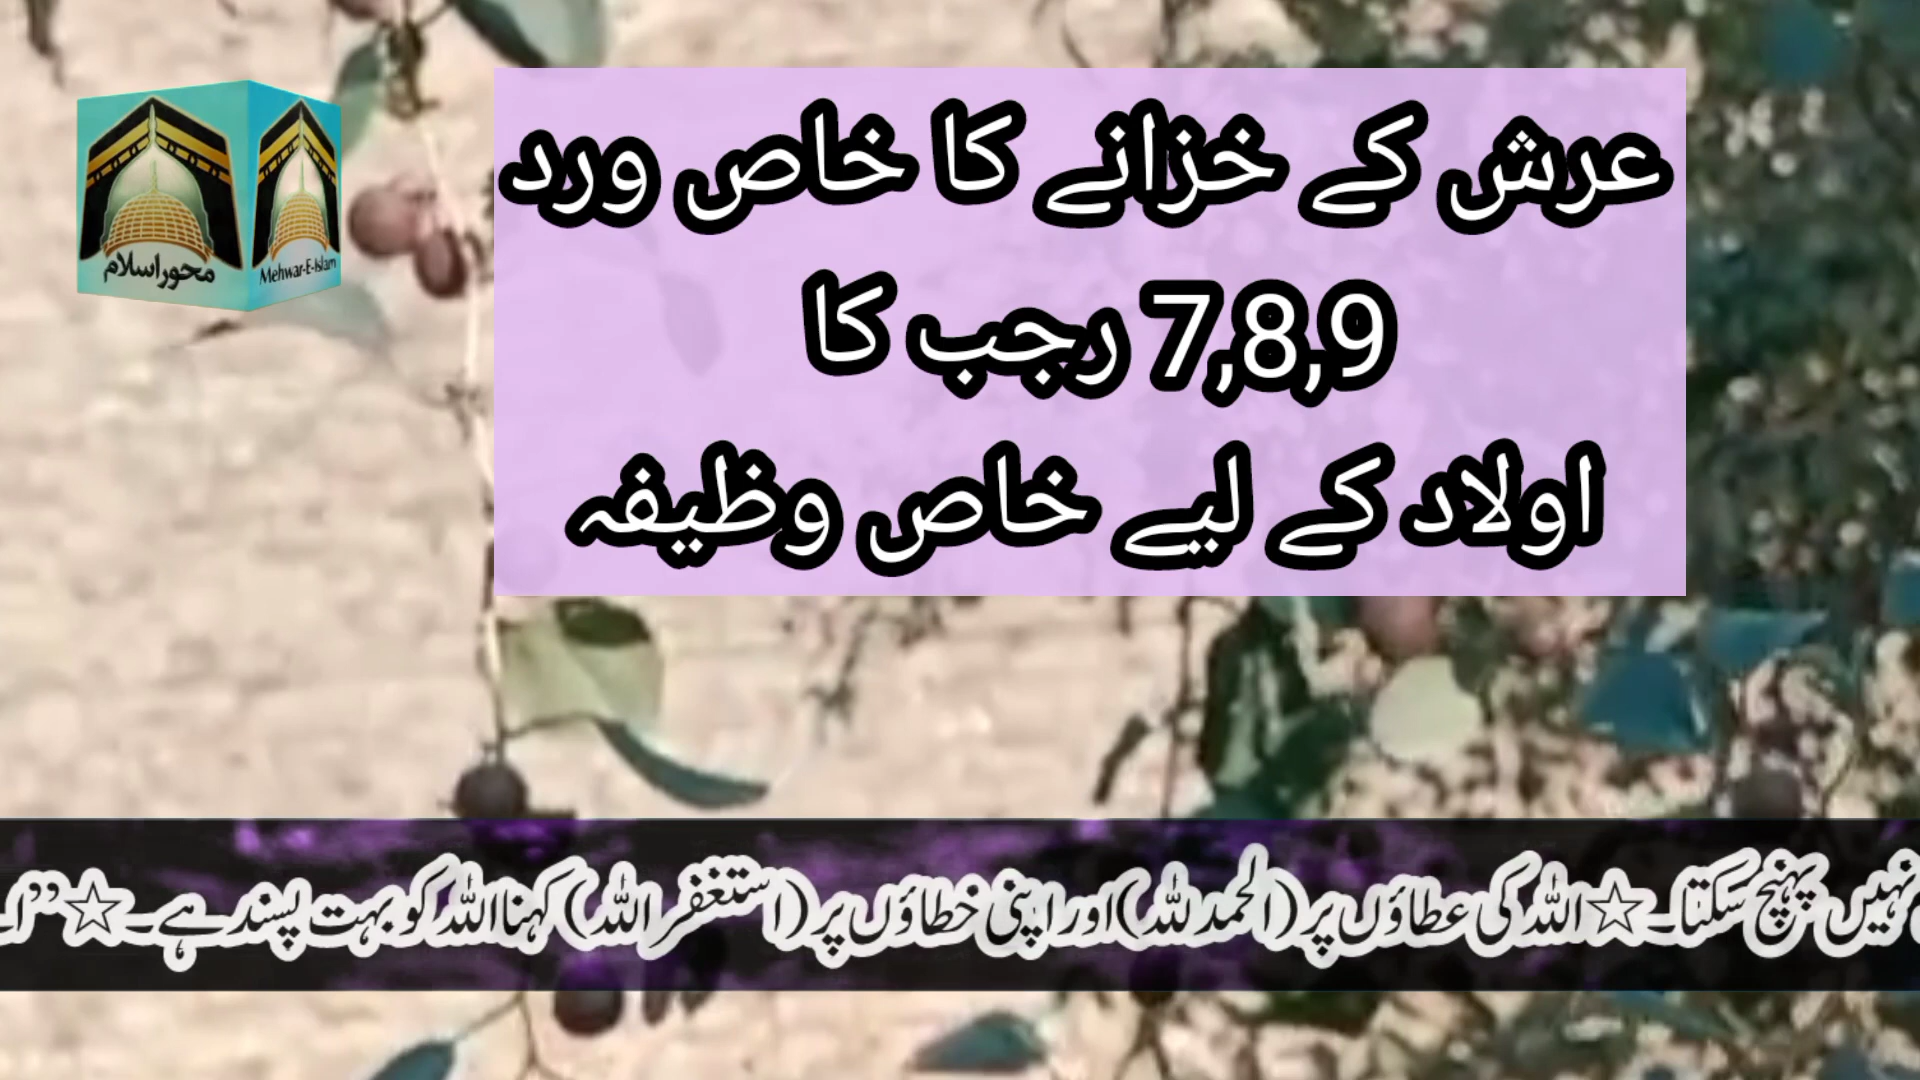 عرش کے خزانے کا خاص ورد
7,8,9 رجب کا
اولاد کے لیے خاص وظیفہ
محور اسلام
Mehwar-E-Islam
نہیں پہنچ سکتا۔☆اللہ کی عطاؤں پر (الحمد للہ) اور اپنی خطاؤں پر (استغفر اللہ) کہنا اللہ کو بہت پسند ہے۔☆”